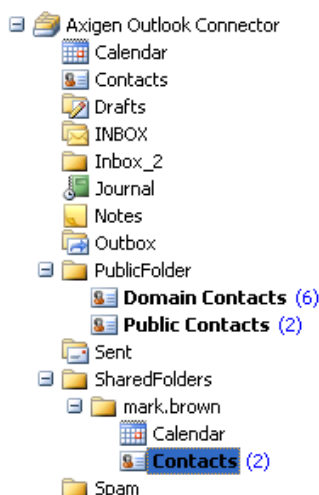 Axigen Outlook Connector
Calendar
Contacts
Drafts
INBOX
Inbox_2
Journal
Notes
Outbox
PublicFolder
Domain Contacts (6)
Public Contacts (2)
Sent
SharedFolders
mark.brown
Calendar
Contacts (2)
Spam